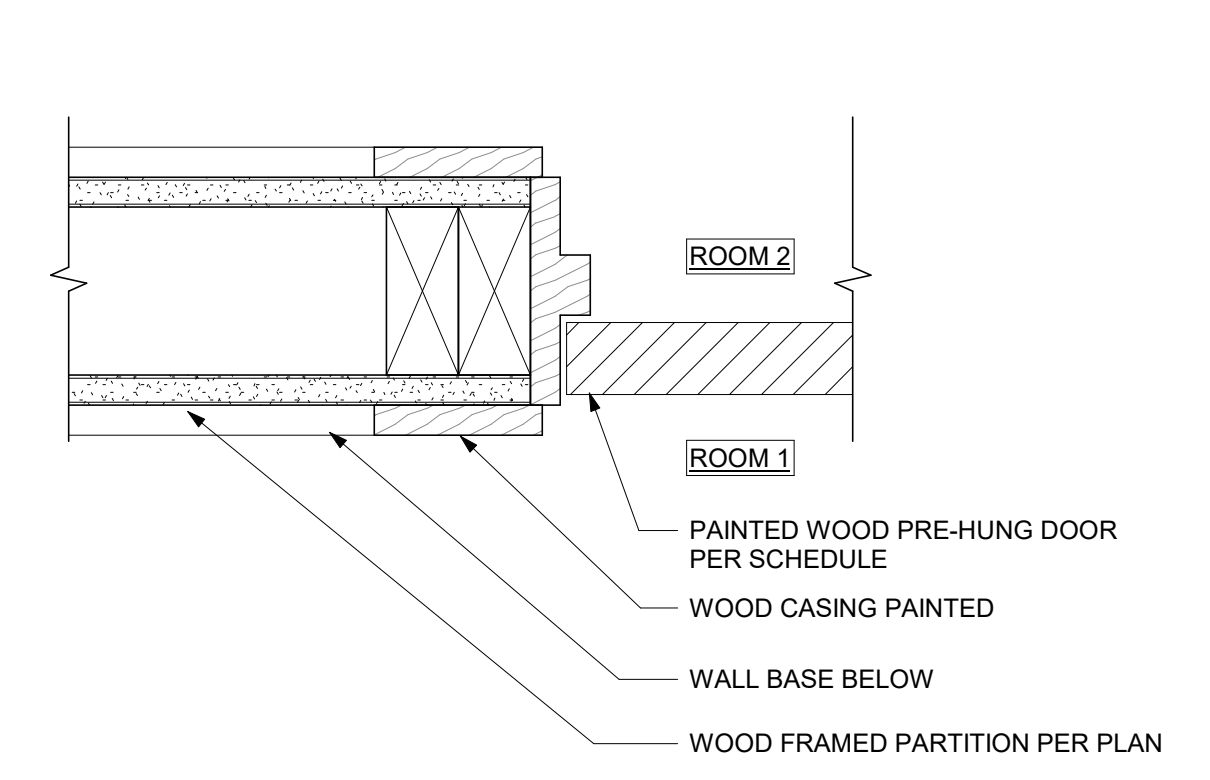 ROOM 2
ROOM 1
PAINTED WOOD PRE-HUNG DOOR
PER SCHEDULE
WOOD CASING PAINTED
WALL BASE BELOW
WOOD FRAMED PARTITION PER PLAN